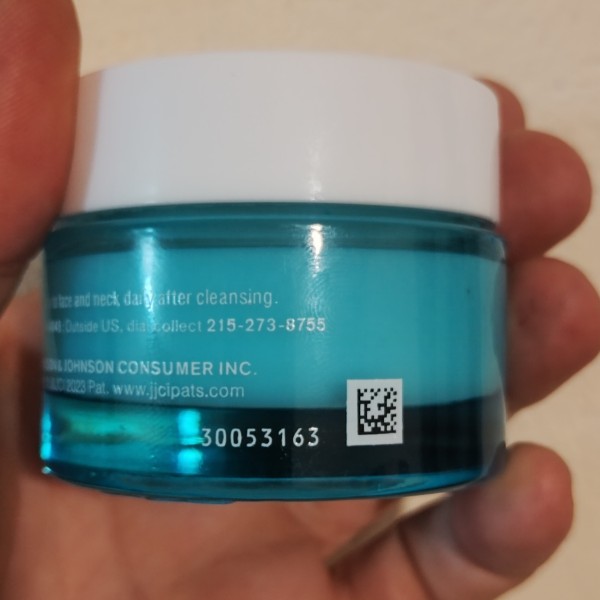 face and neck, daily after cleansing.
Outside US, dial collect 215-273-8755
JOHNSON CONSUMER INC.
2023 Pat. www.jjcipats.com
30053163